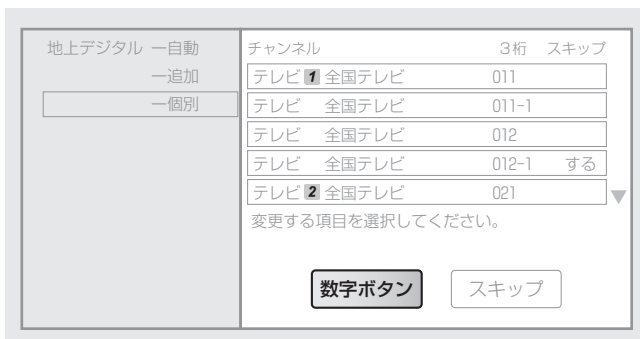 地上デジタル ー自動
ー追加
ー個別
チャンネル 3桁 スキップ
テレビ 1 全国テレビ 011
テレビ 全国テレビ 011-1
テレビ 全国テレビ 012
テレビ 全国テレビ 012-1 する
テレビ 2 全国テレビ 021
変更する項目を選択してください。
数字ボタン スキップ